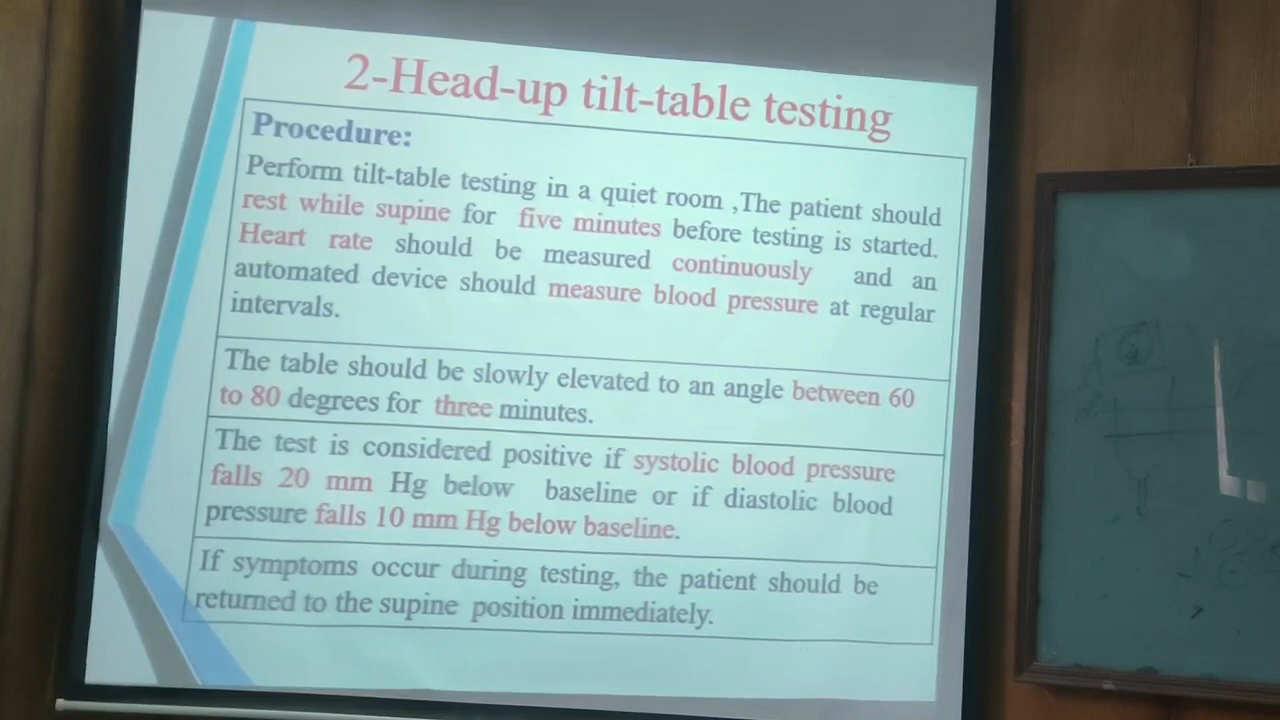 2-Head-up tilt-table testing
Procedure:
Perform tilt-table testing in a quiet room ,The patient should
rest while supine for five minutes before testing is started.
Heart rate should be measured continuously and an
automated device should measure blood pressure at regular
intervals.
The table should be slowly elevated to an angle between 60
to 80 degrees for three minutes.
The test is considered positive if systolic blood pressure
falls 20 mm Hg below baseline or if diastolic blood
pressure falls 10 mm Hg below baseline.
If symptoms occur during testing, the patient should be
returned to the supine position immediately.